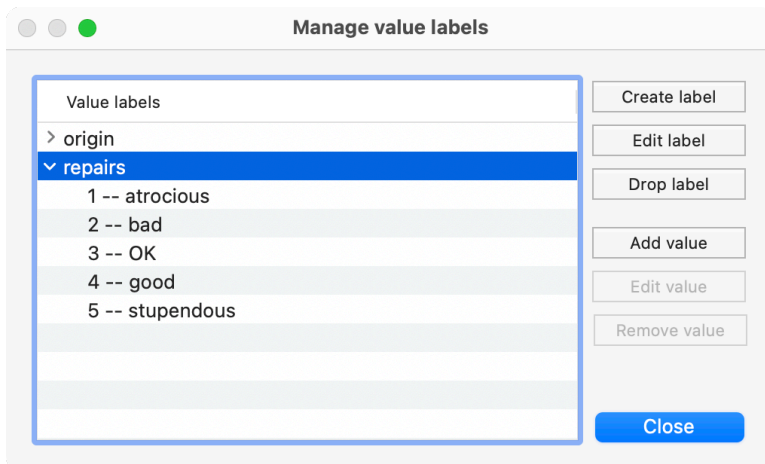 Manage value labels
Value labels
origin
repairs
1 -- atrocious
2 -- bad
3 -- OK
4 -- good
5 -- stupendous
Create label
Edit label
Drop label
Add value
Edit value
Remove value
Close